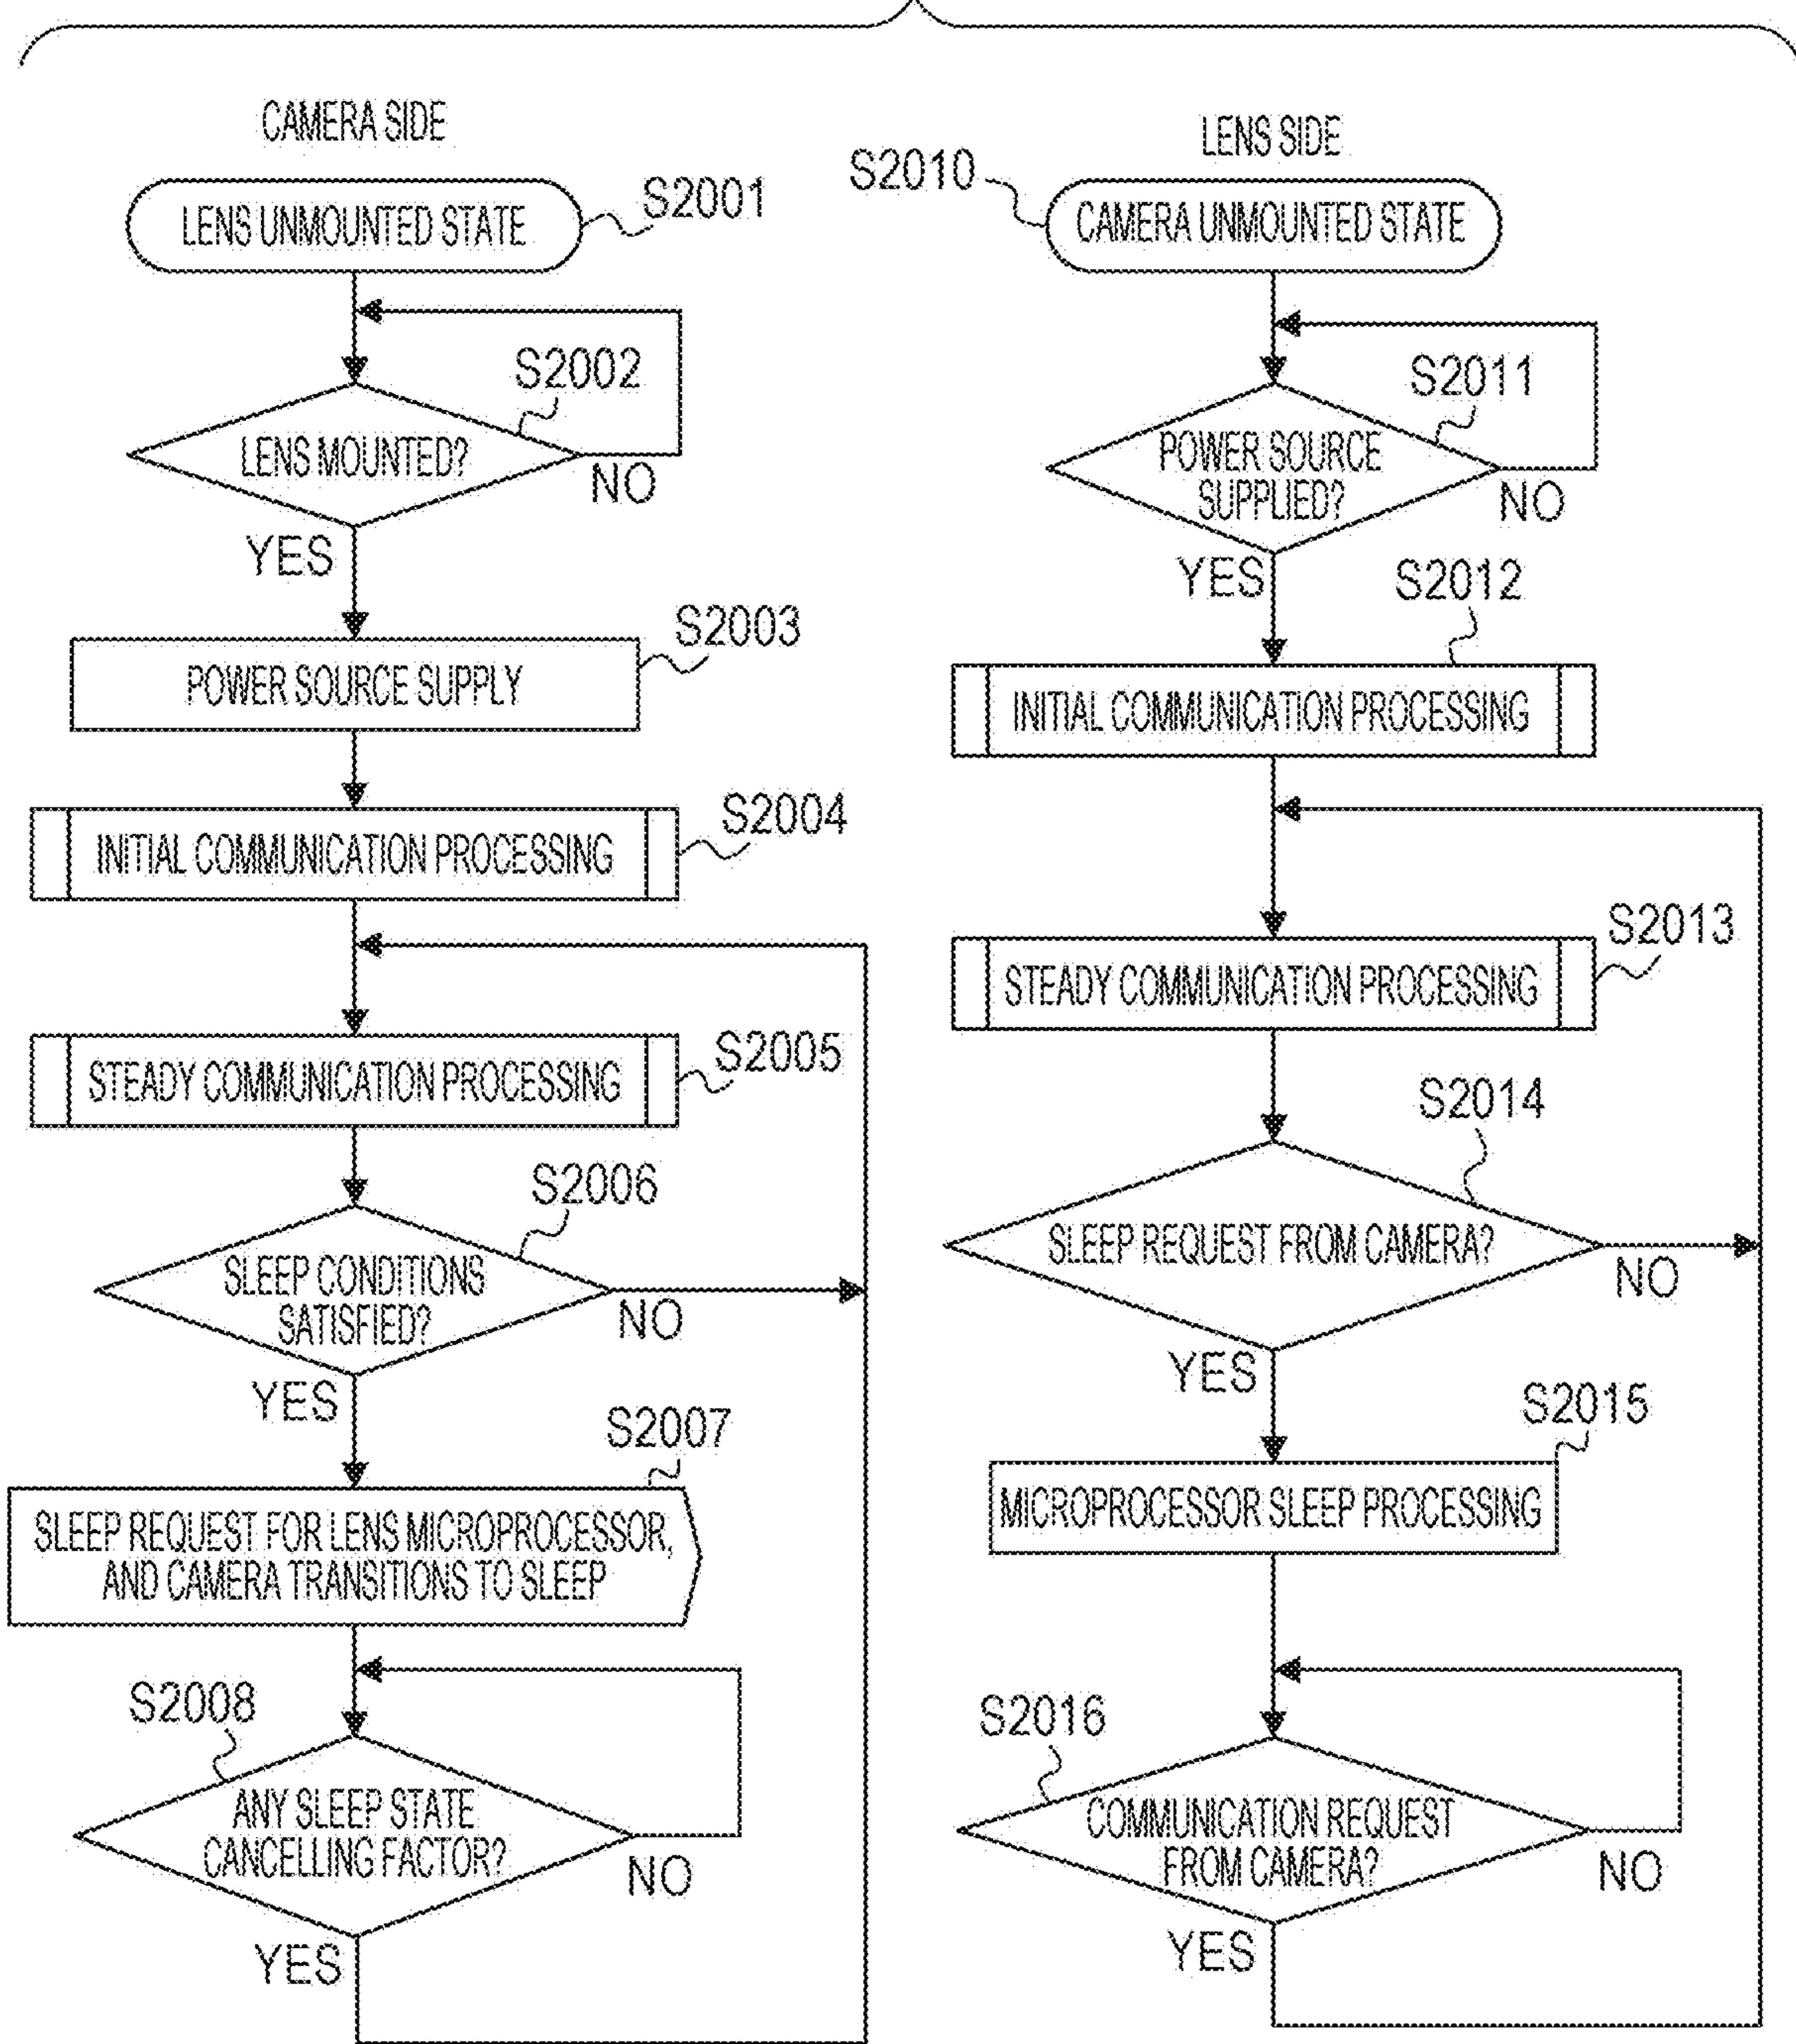 CAMERA SIDE
LENS UNMOUNTED STATE
S2001
S2002
LENS MOUNTED?
NO
YES
S2003
POWER SOURCE SUPPLY
S2004
INITIAL COMMUNICATION PROCESSING
S2005
STEADY COMMUNICATION PROCESSING
S2006
SLEEP CONDITIONS
SATISFIED?
NO
YES
S2007
SLEEP REQUEST FOR LENS MICROPROCESSOR,
AND CAMERA TRANSITIONS TO SLEEP
S2008
ANY SLEEP STATE
CANCELLING FACTOR?
NO
YES
LENS SIDE
S2010
CAMERA UNMOUNTED STATE
S2011
POWER SOURCE
SUPPLIED?
NO
YES
S2012
INITIAL COMMUNICATION PROCESSING
S2013
STEADY COMMUNICATION PROCESSING
S2014
SLEEP REQUEST FROM CAMERA?
NO
YES
S2015
MICROPROCESSOR SLEEP PROCESSING
S2016
COMMUNICATION REQUEST
FROM CAMERA?
NO
YES